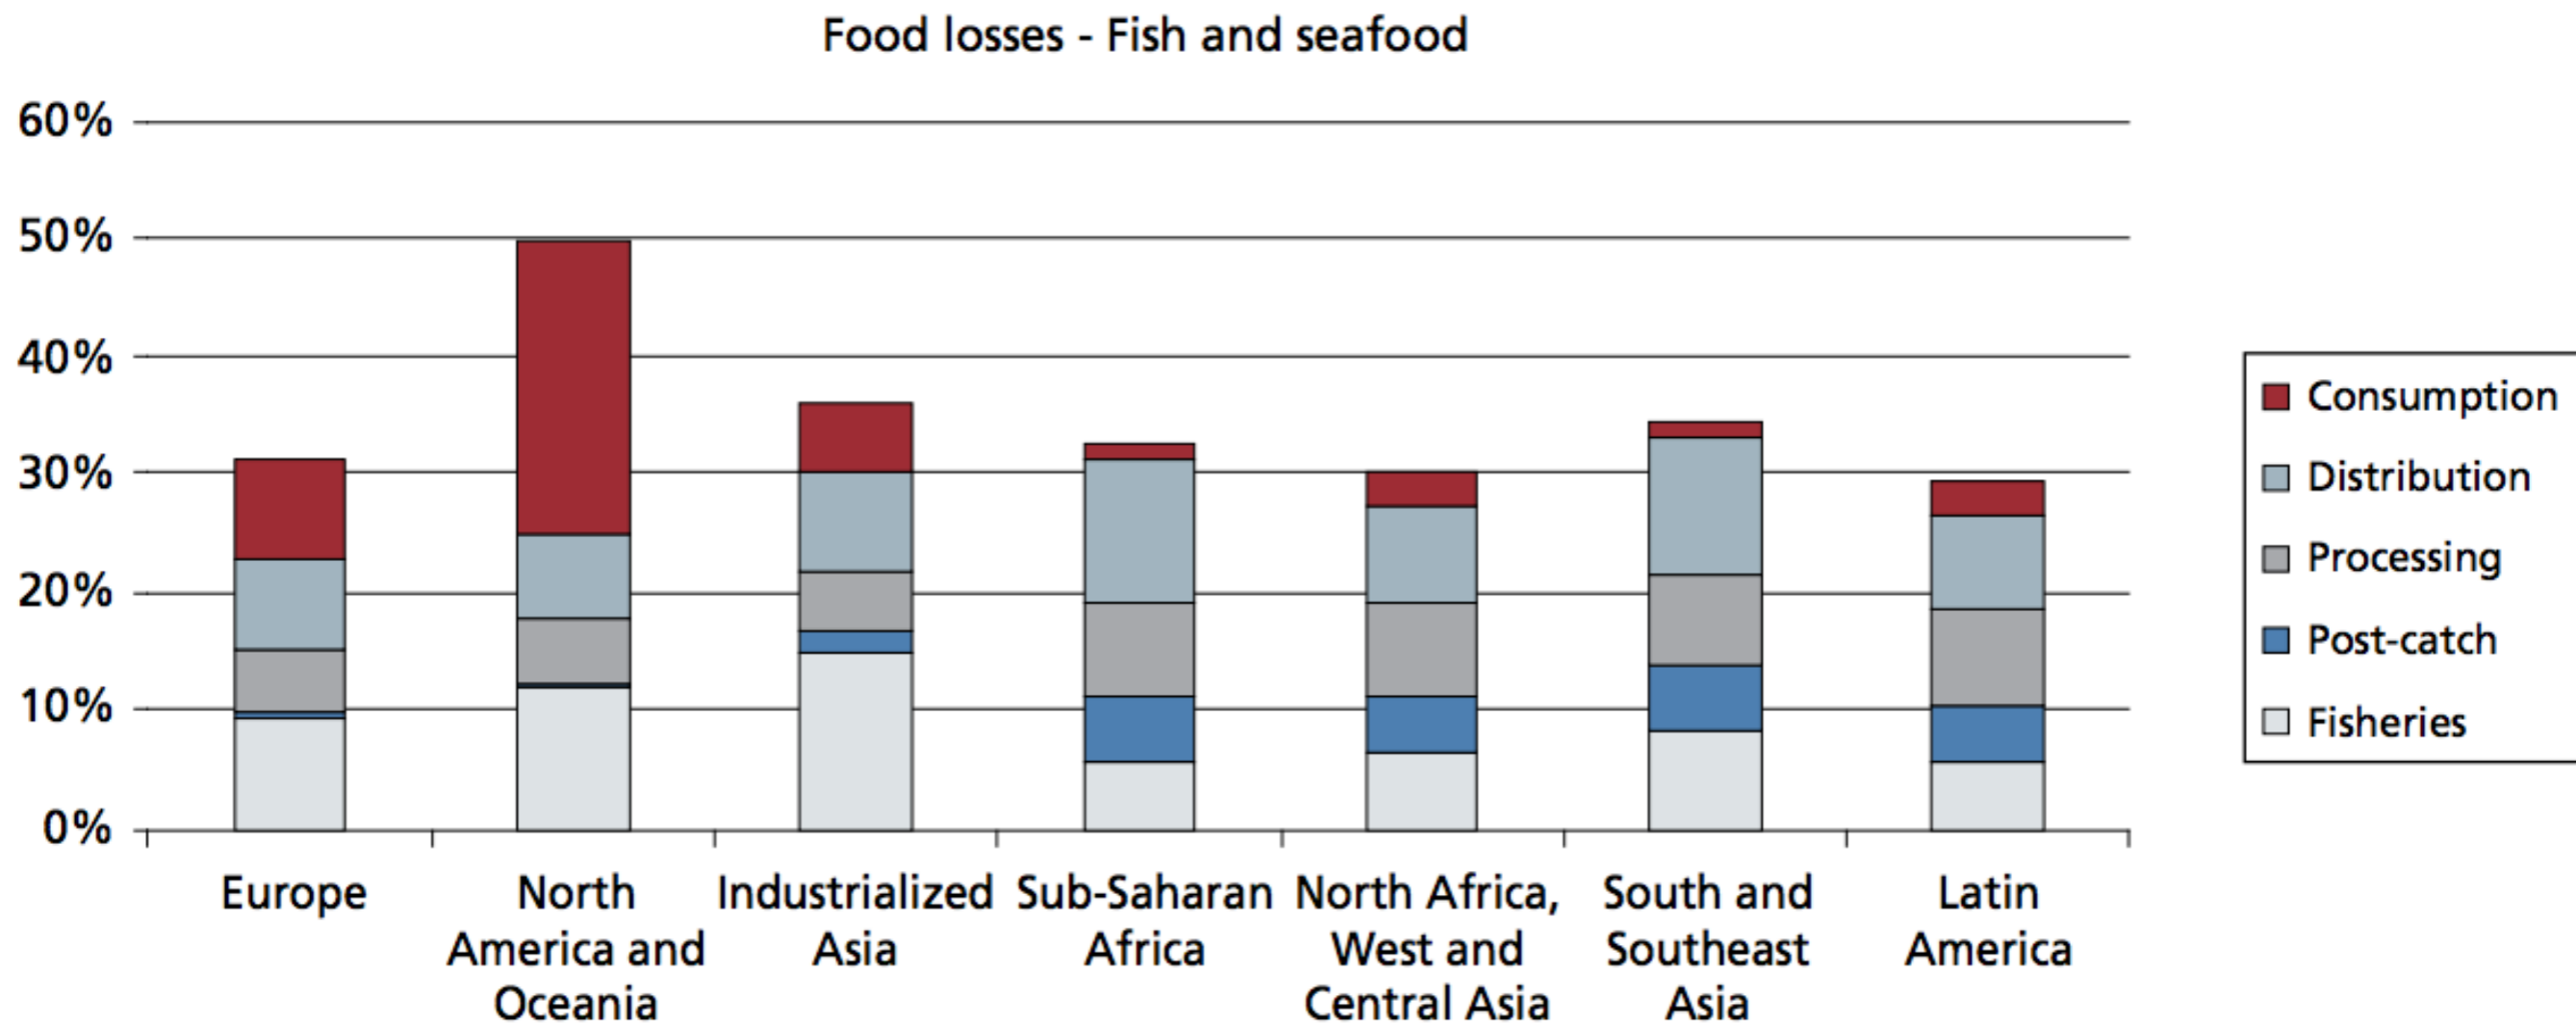 Food losses - Fish and seafood
60%
50%
40%
30%
20%
10%
0%
Europe
North
America and
Oceania
Industrialized
Asia
Sub-Saharan
Africa
North Africa,
West and
Central Asia
South and
Southeast
Asia
Latin
America
Consumption
Distribution
Processing
Post-catch
Fisheries